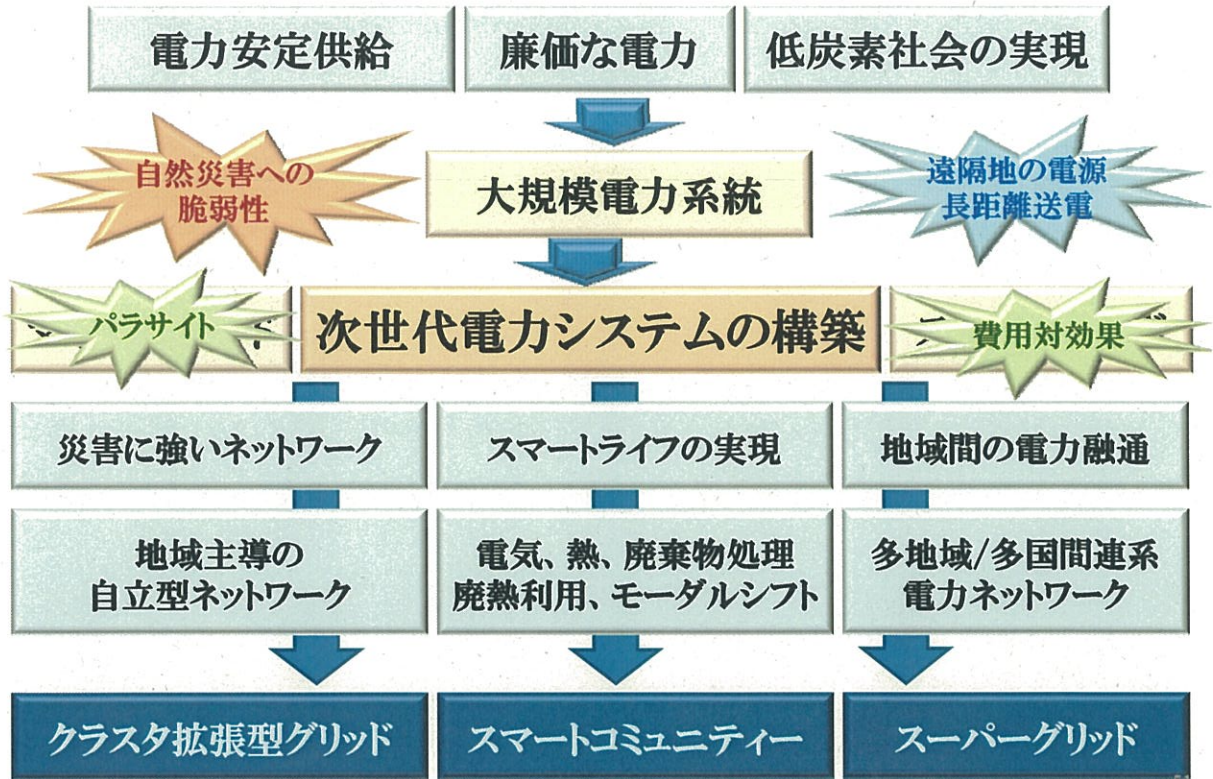 電力安定供給
廉価な電力
低炭素社会の実現
自然災害への
脆弱性
大規模電力系統
遠隔地の電源
長距離送電
パラサイト
次世代電力システムの構築
費用対効果
災害に強いネットワーク
スマートライフの実現
地域間の電力融通
地域主導の
自立型ネットワーク
電気、熱、廃棄物処理
廃熱利用、モーダルシフト
多地域/多国間連系
電力ネットワーク
クラスタ拡張型グリッド
スマートコミュニティー
スーパーグリッド